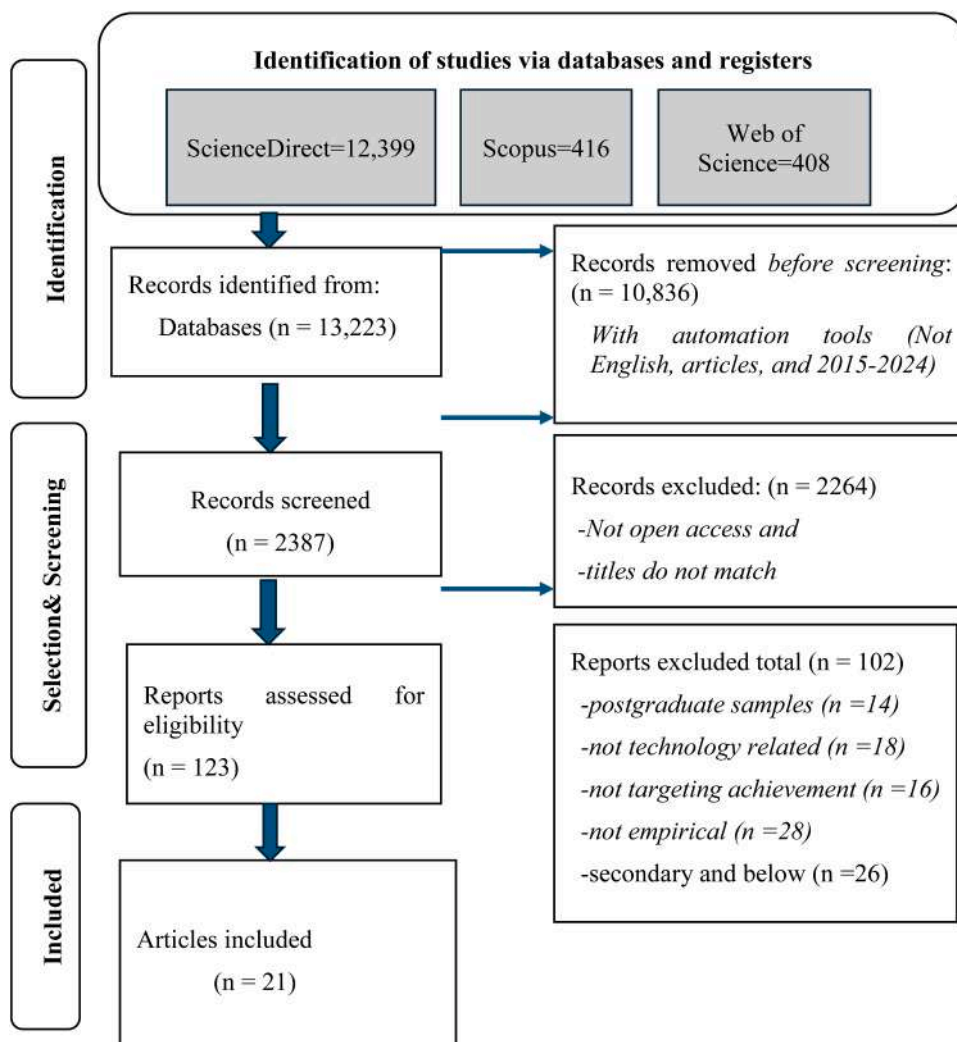 Identification of studies via databases and registers
ScienceDirect=12,399
Scopus=416
Web of
Science=408
Identification
Records identified from:
Databases (n = 13,223)
Records removed before screening:
(n = 10,836)
With automation tools (Not
English, articles, and 2015-2024)
Selection& Screening
Records screened
(n = 2387)
Records excluded: (n = 2264)
-Not open access and
-titles do not match
Reports assessed for
eligibility
(n = 123)
Reports excluded total (n = 102)
-postgraduate samples (n =14)
-not technology related (n =18)
-not targeting achievement (n =16)
-not empirical (n =28)
-secondary and below (n =26)
Included
Articles included
(n = 21)